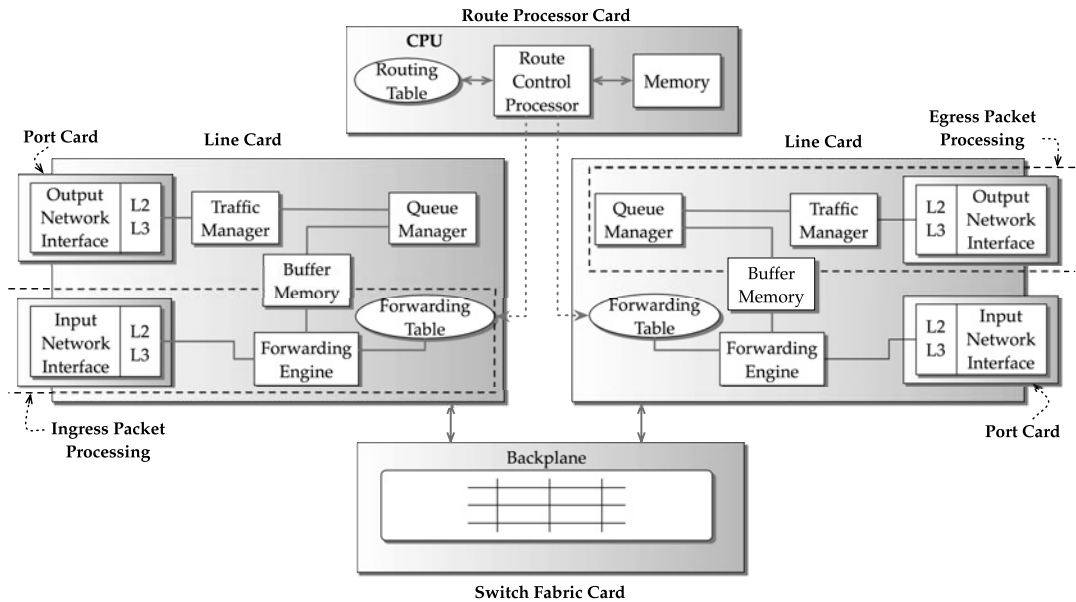 Route Processor Card
CPU
Routing
Table
Route
Control
Processor
Memory
Port Card
Line Card
Output
Network
Interface
L2
L3
Traffic
Manager
Queue
Manager
Buffer
Memory
Input
Network
Interface
L2
L3
Forwarding
Engine
Forwarding
Table
Ingress Packet
Processing
Line Card
Egress Packet
Processing
Queue
Manager
Traffic
Manager
L2
L3
Output
Network
Interface
Buffer
Memory
Forwarding
Table
Forwarding
Engine
L2
L3
Input
Network
Interface
Port Card
Backplane
Switch Fabric Card